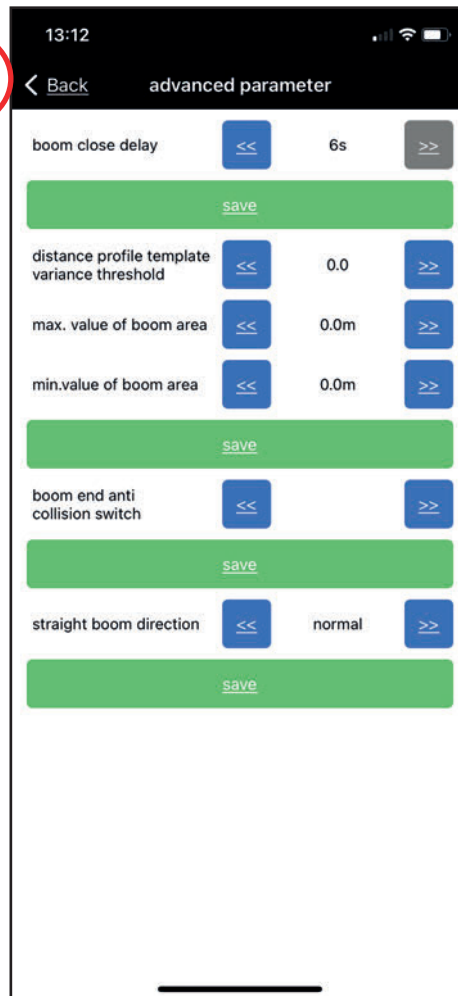 13:12
Back advanced parameter
boom close delay << 6s >>
save
distance profile template
variance threshold << 0.0 >>
max. value of boom area << 0.0m >>
min.value of boom area << 0.0m >>
save
boom end anti
collision switch << >>
save
straight boom direction << normal >>
save